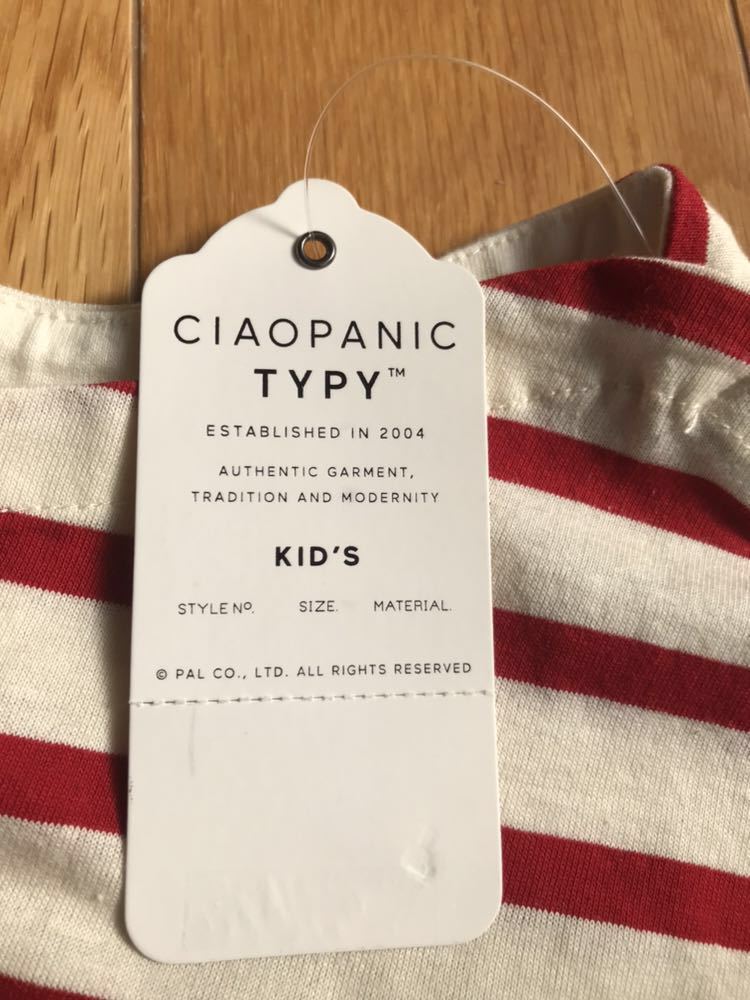 CIAOPANIC
TYPY™
ESTABLISHED IN 2004
AUTHENTIC GARMENT,
TRADITION AND MODERNITY
KID'S
STYLE Nº. SIZE. MATERIAL.
© PAL CO., LTD. ALL RIGHTS RESERVED